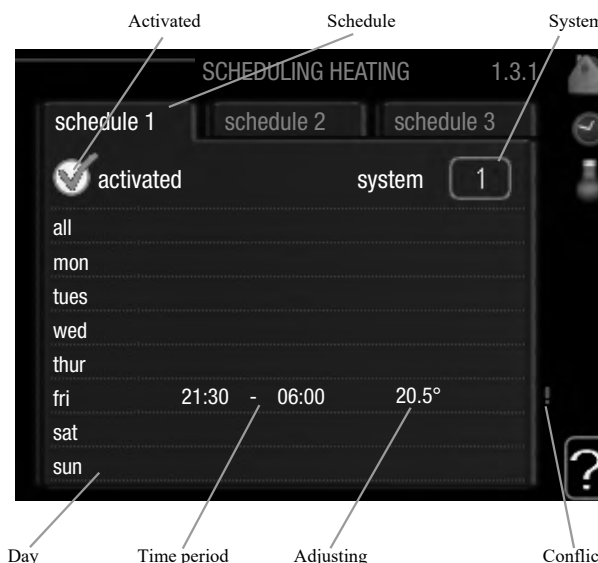 Activated Schedule System
SCHEDULING HEATING 1.3.1
schedule 1 schedule 2 schedule 3
activated system 1
all
mon
tues
wed
thur
fri 21:30 - 06:00 20.5° !
sat
sun
?
Day Time period Adjusting Conflic